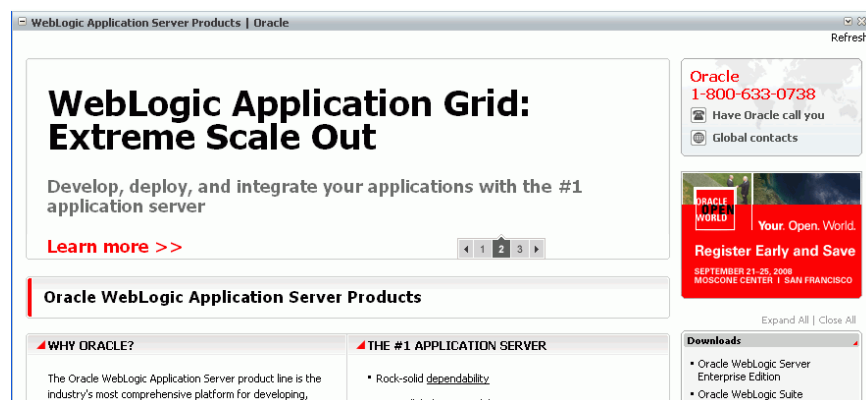 WebLogic Application Server Products | Oracle
Refresh
WebLogic Application Grid:
Extreme Scale Out
Develop, deploy, and integrate your applications with the #1
application server
Learn more >>
1 2 3
Oracle WebLogic Application Server Products
WHY ORACLE?
The Oracle WebLogic Application Server product line is the
industry's most comprehensive platform for developing,
THE #1 APPLICATION SERVER
• Rock-solid dependability
Oracle
1-800-633-0738
Have Oracle call you
Global contacts
ORACLE
OPEN
WORLD
Your. Open. World.
Register Early and Save
SEPTEMBER 21–25, 2008
MOSCONE CENTER | SAN FRANCISCO
Expand All | Close All
Downloads
• Oracle WebLogic Server
Enterprise Edition
• Oracle WebLogic Suite